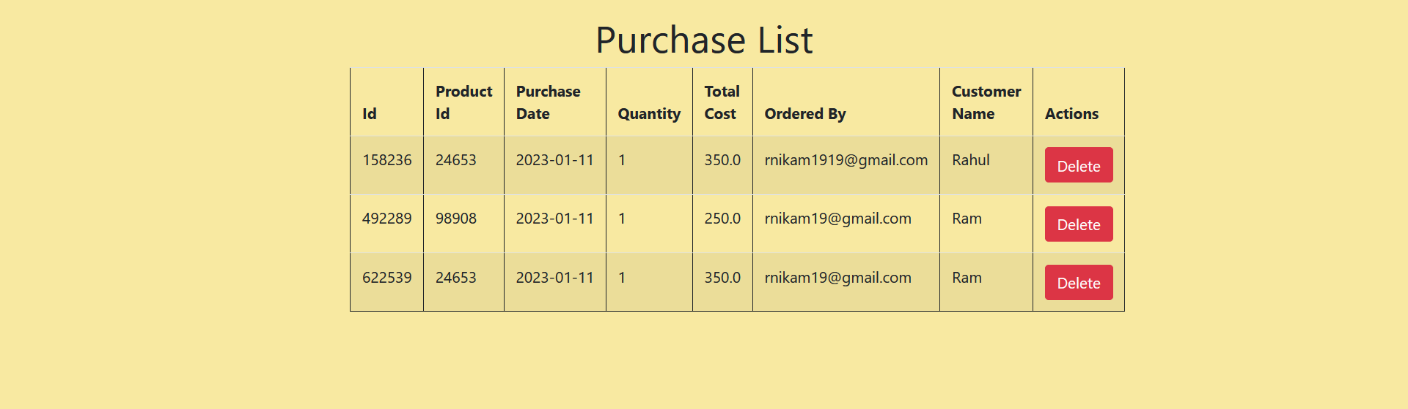 Purchase List
Id Product Id Purchase Date Quantity Total Cost Ordered By Customer Name Actions
158236 24653 2023-01-11 1 350.0 rnikam1919@gmail.com Rahul Delete
492289 98908 2023-01-11 1 250.0 rnikam19@gmail.com Ram Delete
622539 24653 2023-01-11 1 350.0 rnikam19@gmail.com Ram Delete